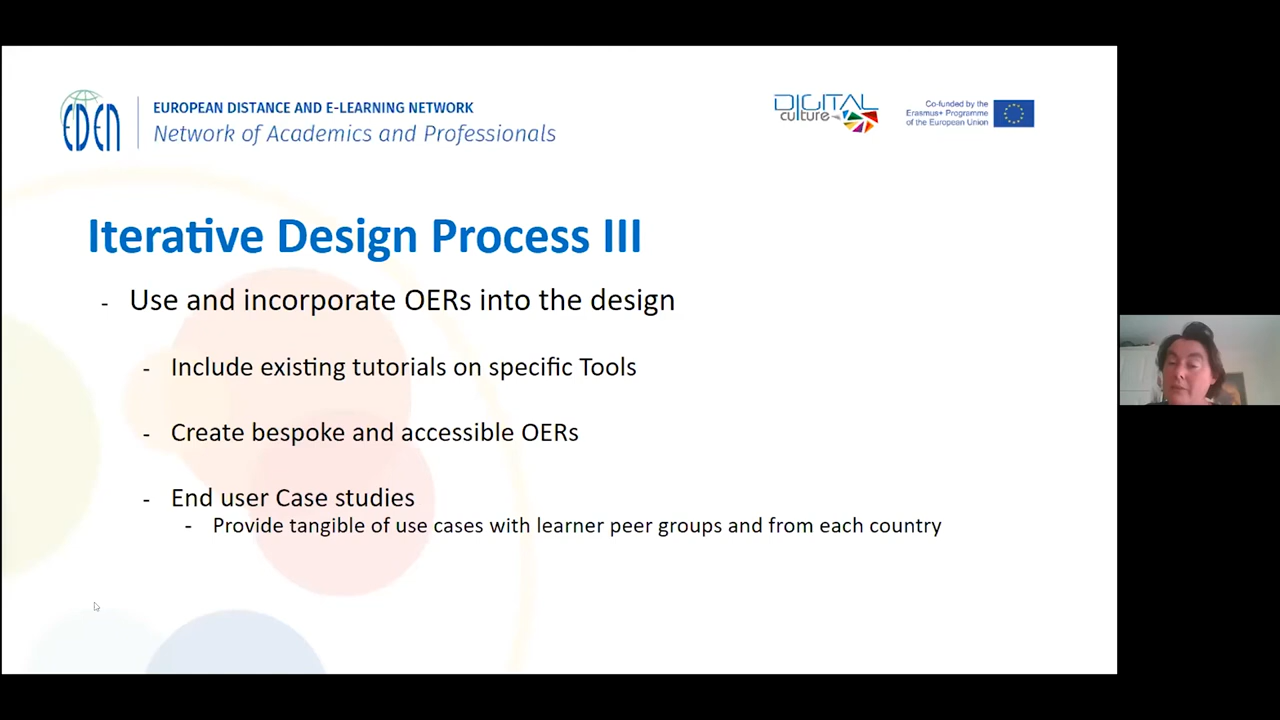 EDEN
EUROPEAN DISTANCE AND E-LEARNING NETWORK
Network of Academics and Professionals
DIGITAL
culture
Co-funded by the
Erasmus+ Programme
of the European Union
Iterative Design Process III
- Use and incorporate OERs into the design
- Include existing tutorials on specific Tools
- Create bespoke and accessible OERs
- End user Case studies
- Provide tangible of use cases with learner peer groups and from each country